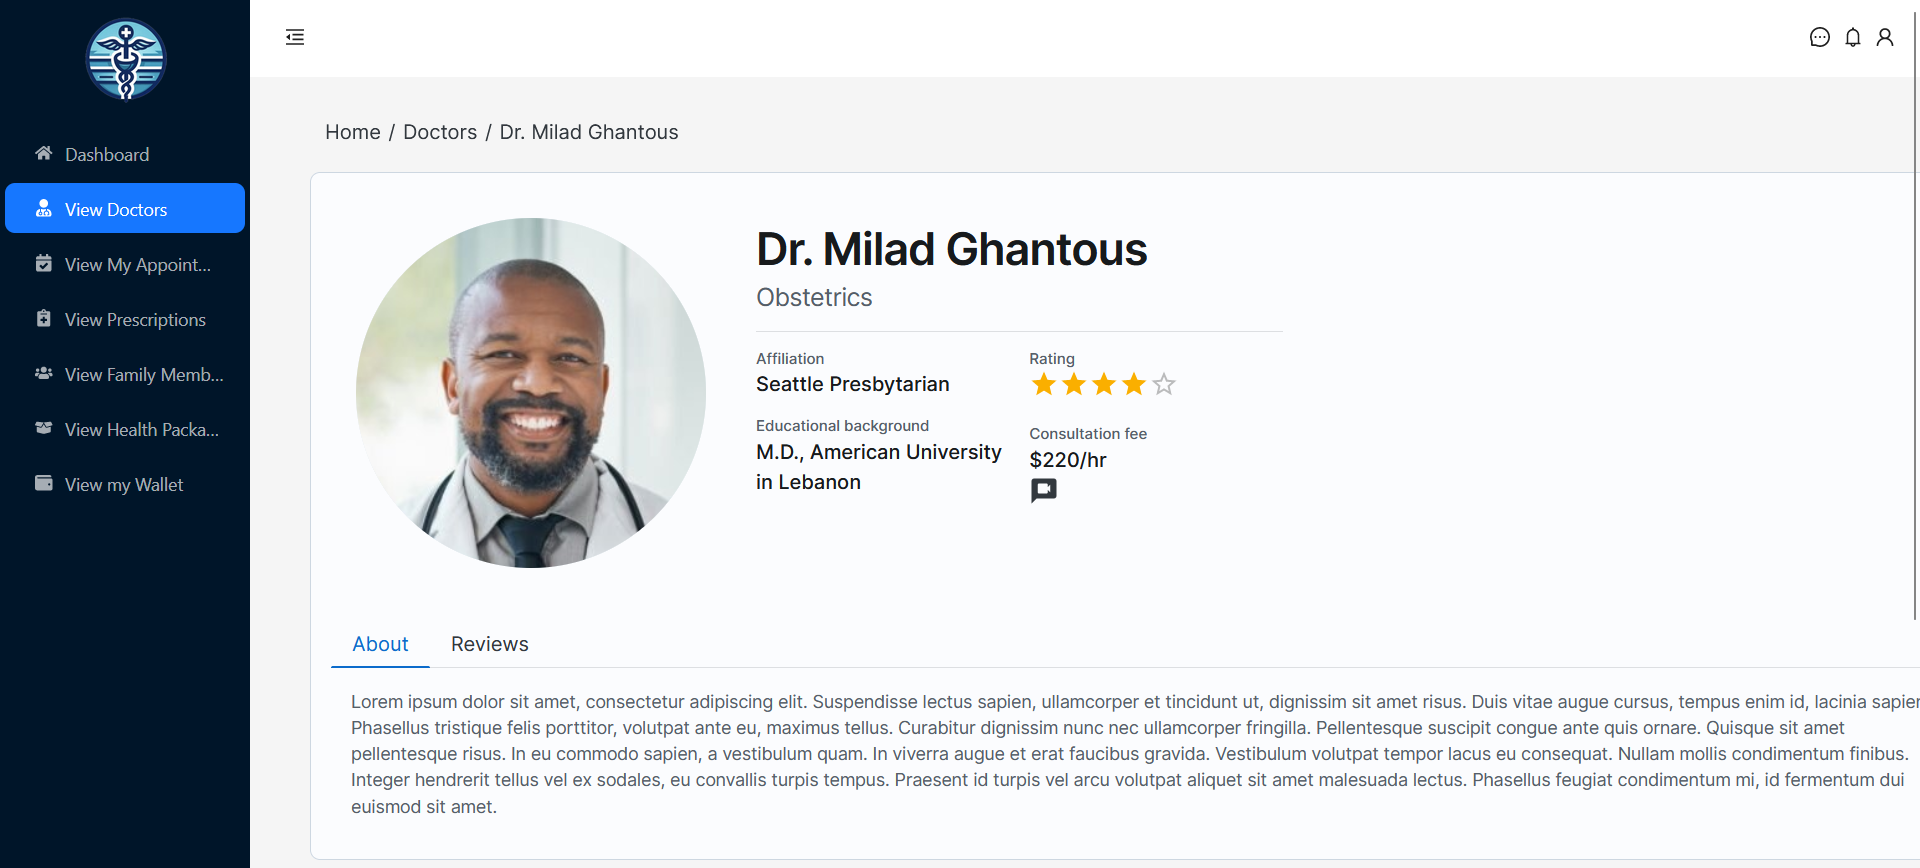 Dashboard
View Doctors
View My Appoint...
View Prescriptions
View Family Memb...
View Health Packa...
View my Wallet
Home / Doctors / Dr. Milad Ghantous
Dr. Milad Ghantous
Obstetrics
Affiliation
Seattle Presbytarian
Educational background
M.D., American University
in Lebanon
Rating
Consultation fee
$220/hr
About
Reviews
Lorem ipsum dolor sit amet, consectetur adipiscing elit. Suspendisse lectus sapien, ullamcorper et tincidunt ut, dignissim sit amet risus. Duis vitae augue cursus, tempus enim id, lacinia sapier
Phasellus tristique felis porttitor, volutpat ante eu, maximus tellus. Curabitur dignissim nunc nec ullamcorper fringilla. Pellentesque suscipit congue ante quis ornare. Quisque sit amet
pellentesque risus. In eu commodo sapien, a vestibulum quam. In viverra augue et erat faucibus gravida. Vestibulum volutpat tempor lacus eu consequat. Nullam mollis condimentum finibus.
Integer hendrerit tellus vel ex sodales, eu convallis turpis tempus. Praesent id turpis vel arcu volutpat aliquet sit amet malesuada lectus. Phasellus feugiat condimentum mi, id fermentum dui
euismod sit amet.